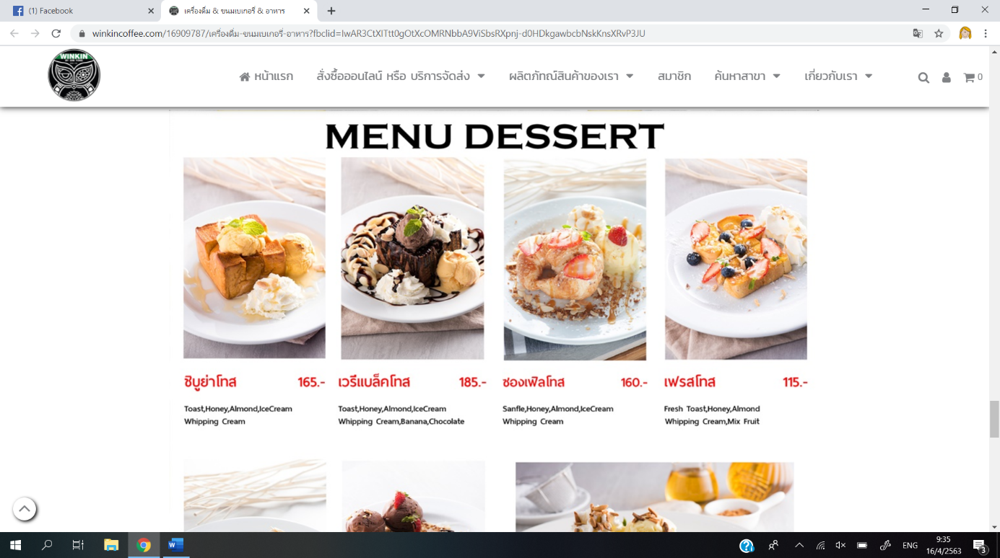 (1) Facebook
เครื่องดื่ม & ขนมเบเกอรี่ & อาหาร
winkincoffee.com/16909787/เครื่องดื่ม-ขนมเบเกอรี่-อาหาร?fbclid=IwAR3CtXlTtt0gOtXcOMRNbbA9ViSbsRXpnj-d0HDkgawbcbNskKnsXRvP3JU
WINKIN
หน้าแรก
สั่งซื้อออนไลน์ หรือ บริการจัดส่ง
ผลิตภัทณ์สินค้าของเรา
สมาชิก
ค้นหาสาขา
เกี่ยวกับเรา
0
MENU DESSERT
ชิบูย่าโทส 165.-
Toast,Honey,Almond,IceCream
Whipping Cream
เวรีแบล็คโทส 185.-
Toast,Honey,Almond,IceCream
Whipping Cream,Banana,Chocolate
ซองเฟิลโทส 160.-
Sanfle,Honey,Almond,IceCream
Whipping Cream
เฟรสโทส 115.-
Fresh Toast,Honey,Almond
Whipping Cream,Mix Fruit
ENG
9:35
16/4/2563
3